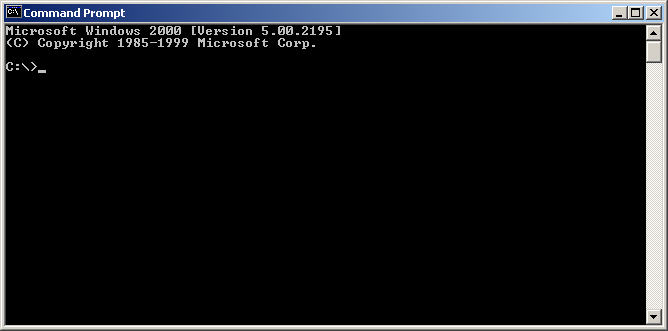 Command Prompt
Microsoft Windows 2000 [Version 5.00.2195]
(C) Copyright 1985-1999 Microsoft Corp.
C:\>_